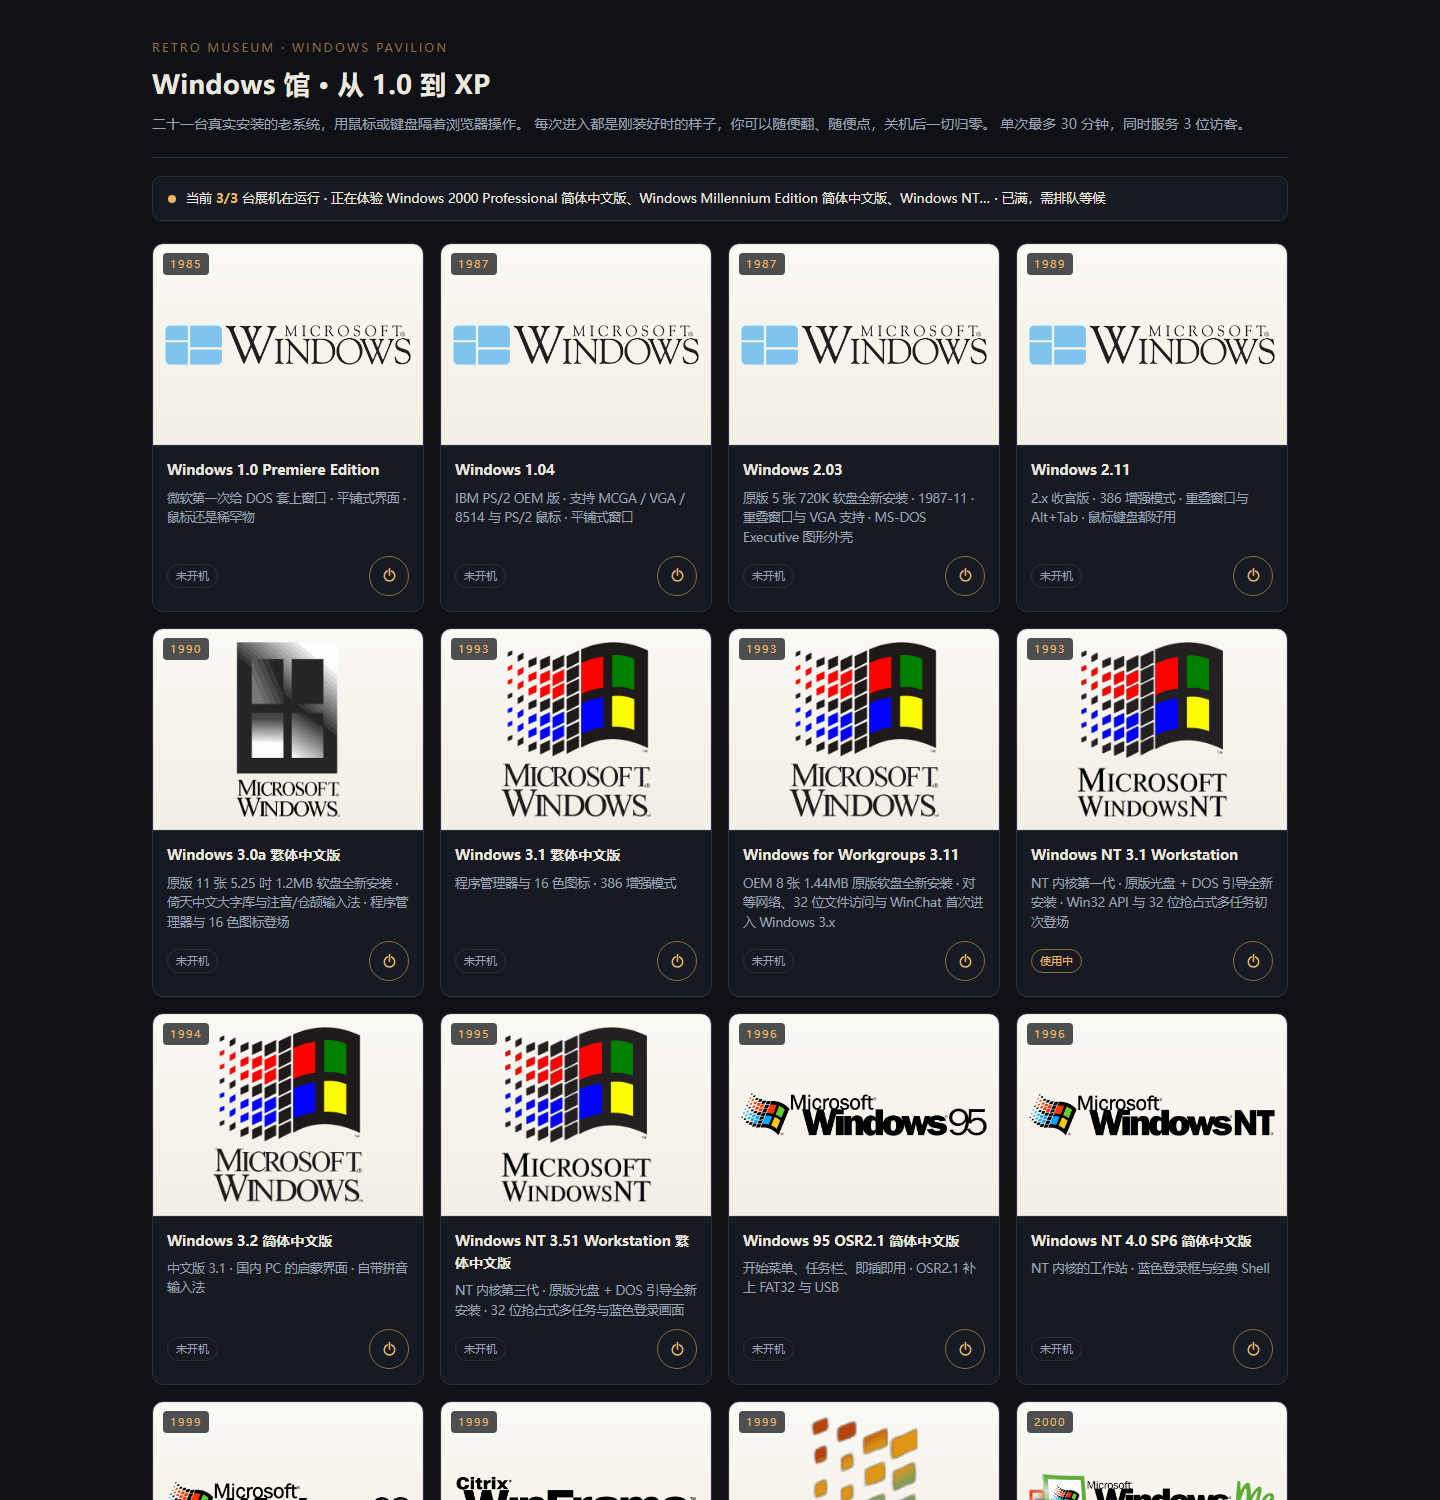 RETRO MUSEUM · WINDOWS PAVILION
Windows 馆 • 从 1.0 到 XP
二十一台真实安装的老系统，用鼠标或键盘隔着浏览器操作。 每次进入都是刚装好时的样子，你可以随便翻、随便点，关机后一切归零。 单次最多 30 分钟，同时服务 3 位访客。
当前 3/3 台展机在运行 · 正在体验 Windows 2000 Professional 简体中文版、Windows Millennium Edition 简体中文版、Windows NT… · 已满，需排队等候
1985
MICROSOFT®
WINDOWS
Windows 1.0 Premiere Edition
微软第一次给 DOS 套上窗口 · 平铺式界面 ·
鼠标还是稀罕物
未开机
1987
MICROSOFT®
WINDOWS
Windows 1.04
IBM PS/2 OEM 版 · 支持 MCGA / VGA /
8514 与 PS/2 鼠标 · 平铺式窗口
未开机
1987
MICROSOFT®
WINDOWS
Windows 2.03
原版 5 张 720K 软盘全新安装 · 1987-11 ·
重叠窗口与 VGA 支持 · MS-DOS
Executive 图形外壳
未开机
1989
MICROSOFT®
WINDOWS
Windows 2.11
2.x 收官版 · 386 增强模式 · 重叠窗口与
Alt+Tab · 鼠标键盘都好用
未开机
1990
MICROSOFT®
WINDOWS™
Windows 3.0a 繁体中文版
原版 11 张 5.25 吋 1.2MB 软盘全新安装 ·
倚天中文大字库与注音/仓颉输入法 · 程序管
理器与 16 色图标登场
未开机
1993
™
MICROSOFT®
WINDOWS™
Windows 3.1 繁体中文版
程序管理器与 16 色图标 · 386 增强模式
未开机
1993
™
MICROSOFT®
WINDOWS™
Windows for Workgroups 3.11
OEM 8 张 1.44MB 原版软盘全新安装 · 对
等网络、32 位文件访问与 WinChat 首次进
入 Windows 3.x
未开机
1993
™
MICROSOFT
WINDOWS NT
Windows NT 3.1 Workstation
NT 内核第一代 · 原版光盘 + DOS 引导全新
安装 · Win32 API 与 32 位抢占式多任务初
次登场
使用中
1994
™
MICROSOFT®
WINDOWS™
Windows 3.2 简体中文版
中文版 3.1 · 国内 PC 的启蒙界面 · 自带拼音
输入法
未开机
1995
™
MICROSOFT
WINDOWS NT
Windows NT 3.51 Workstation 繁
体中文版
NT 内核第三代 · 原版光盘 + DOS 引导全新
安装 · 32 位抢占式多任务与蓝色登录画面
未开机
1996
Microsoft®
Windows 95
Windows 95 OSR2.1 简体中文版
开始菜单、任务栏、即插即用 · OSR2.1 补
上 FAT32 与 USB
未开机
1996
Microsoft®
Windows NT
Windows NT 4.0 SP6 简体中文版
NT 内核的工作站 · 蓝色登录框与经典 Shell
未开机
1999
Microsoft®
1999
Citrix®
WinFrame™
1999
2000
Microsoft
Windows Me